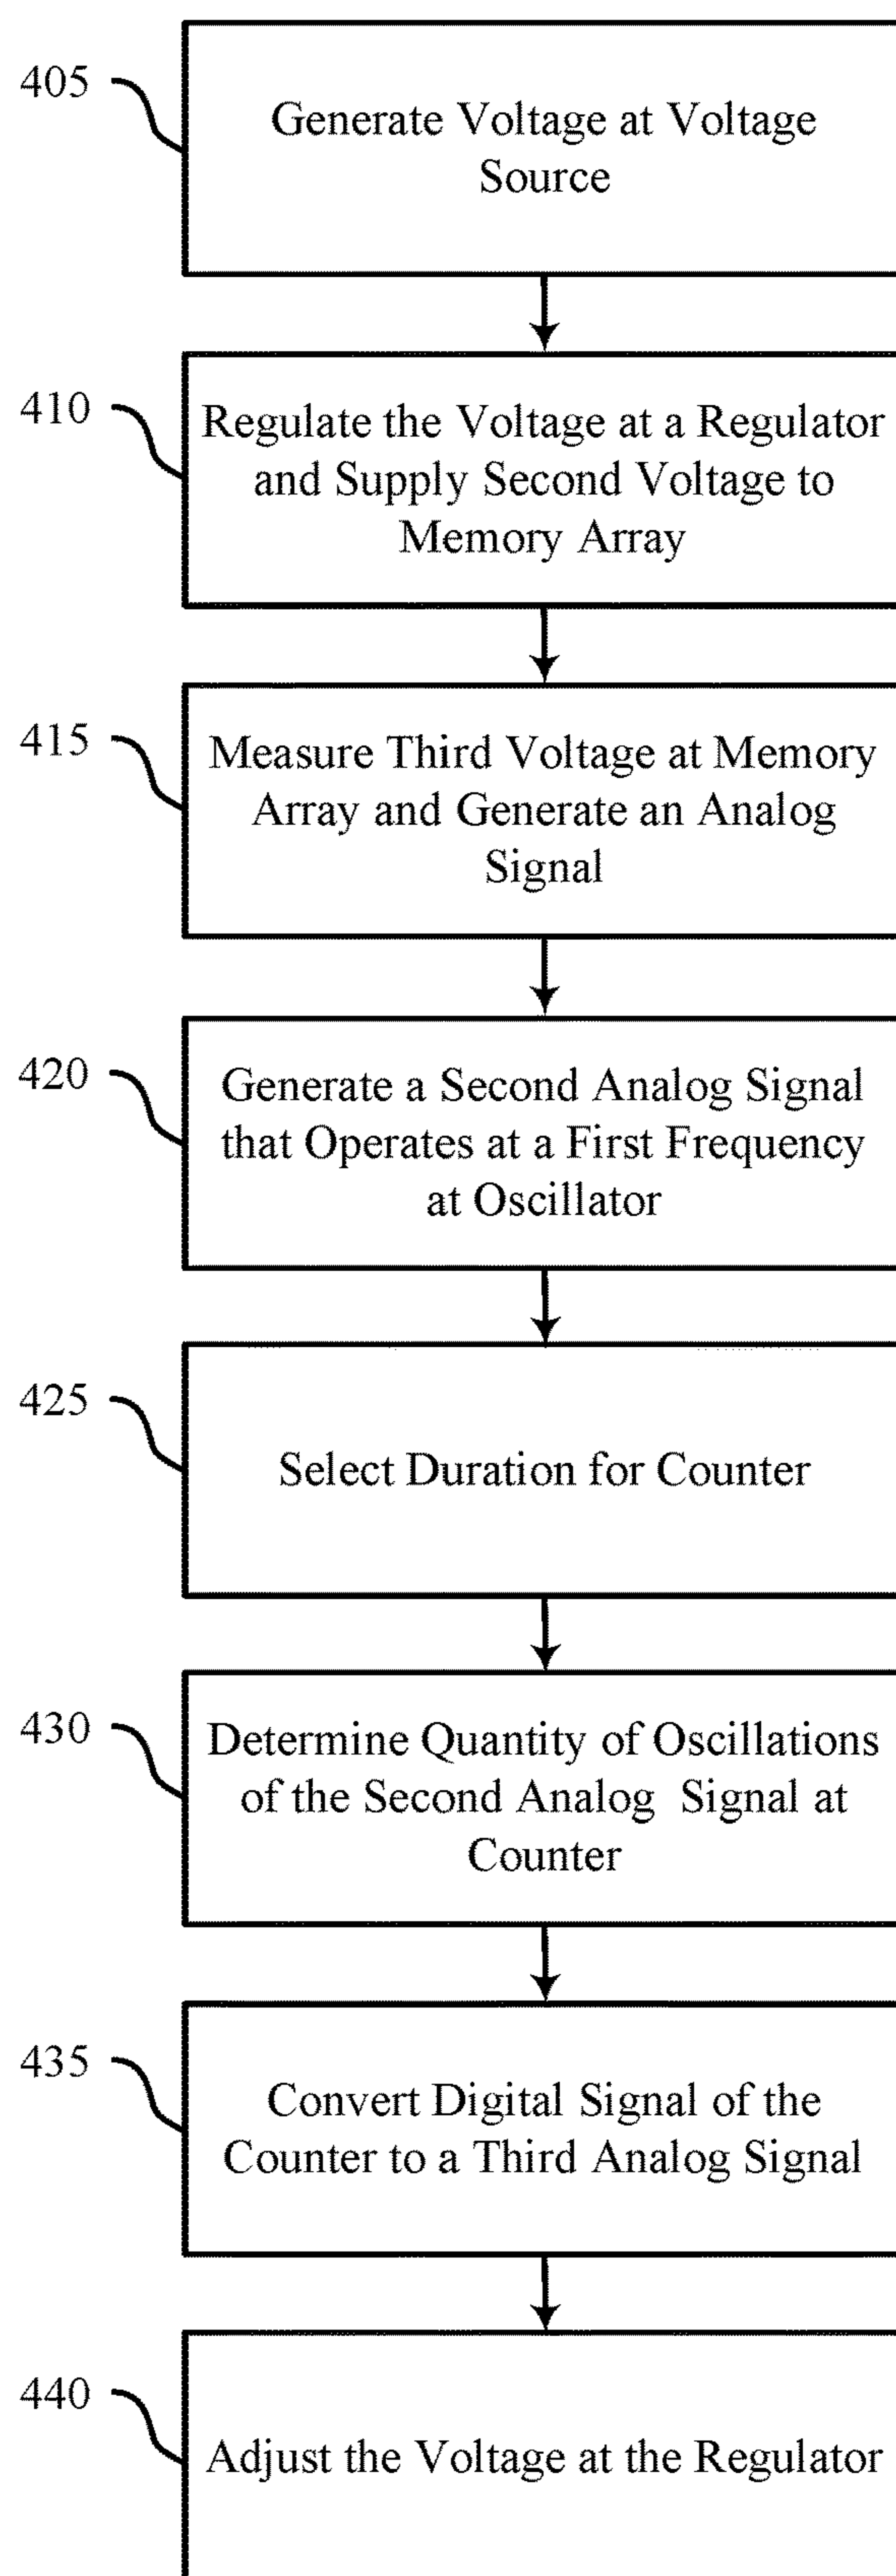 405
Generate Voltage at Voltage
Source
410
Regulate the Voltage at a Regulator
and Supply Second Voltage to
Memory Array
415
Measure Third Voltage at Memory
Array and Generate an Analog
Signal
420
Generate a Second Analog Signal
that Operates at a First Frequency
at Oscillator
425
Select Duration for Counter
430
Determine Quantity of Oscillations
of the Second Analog Signal at
Counter
435
Convert Digital Signal of the
Counter to a Third Analog Signal
440
Adjust the Voltage at the Regulator